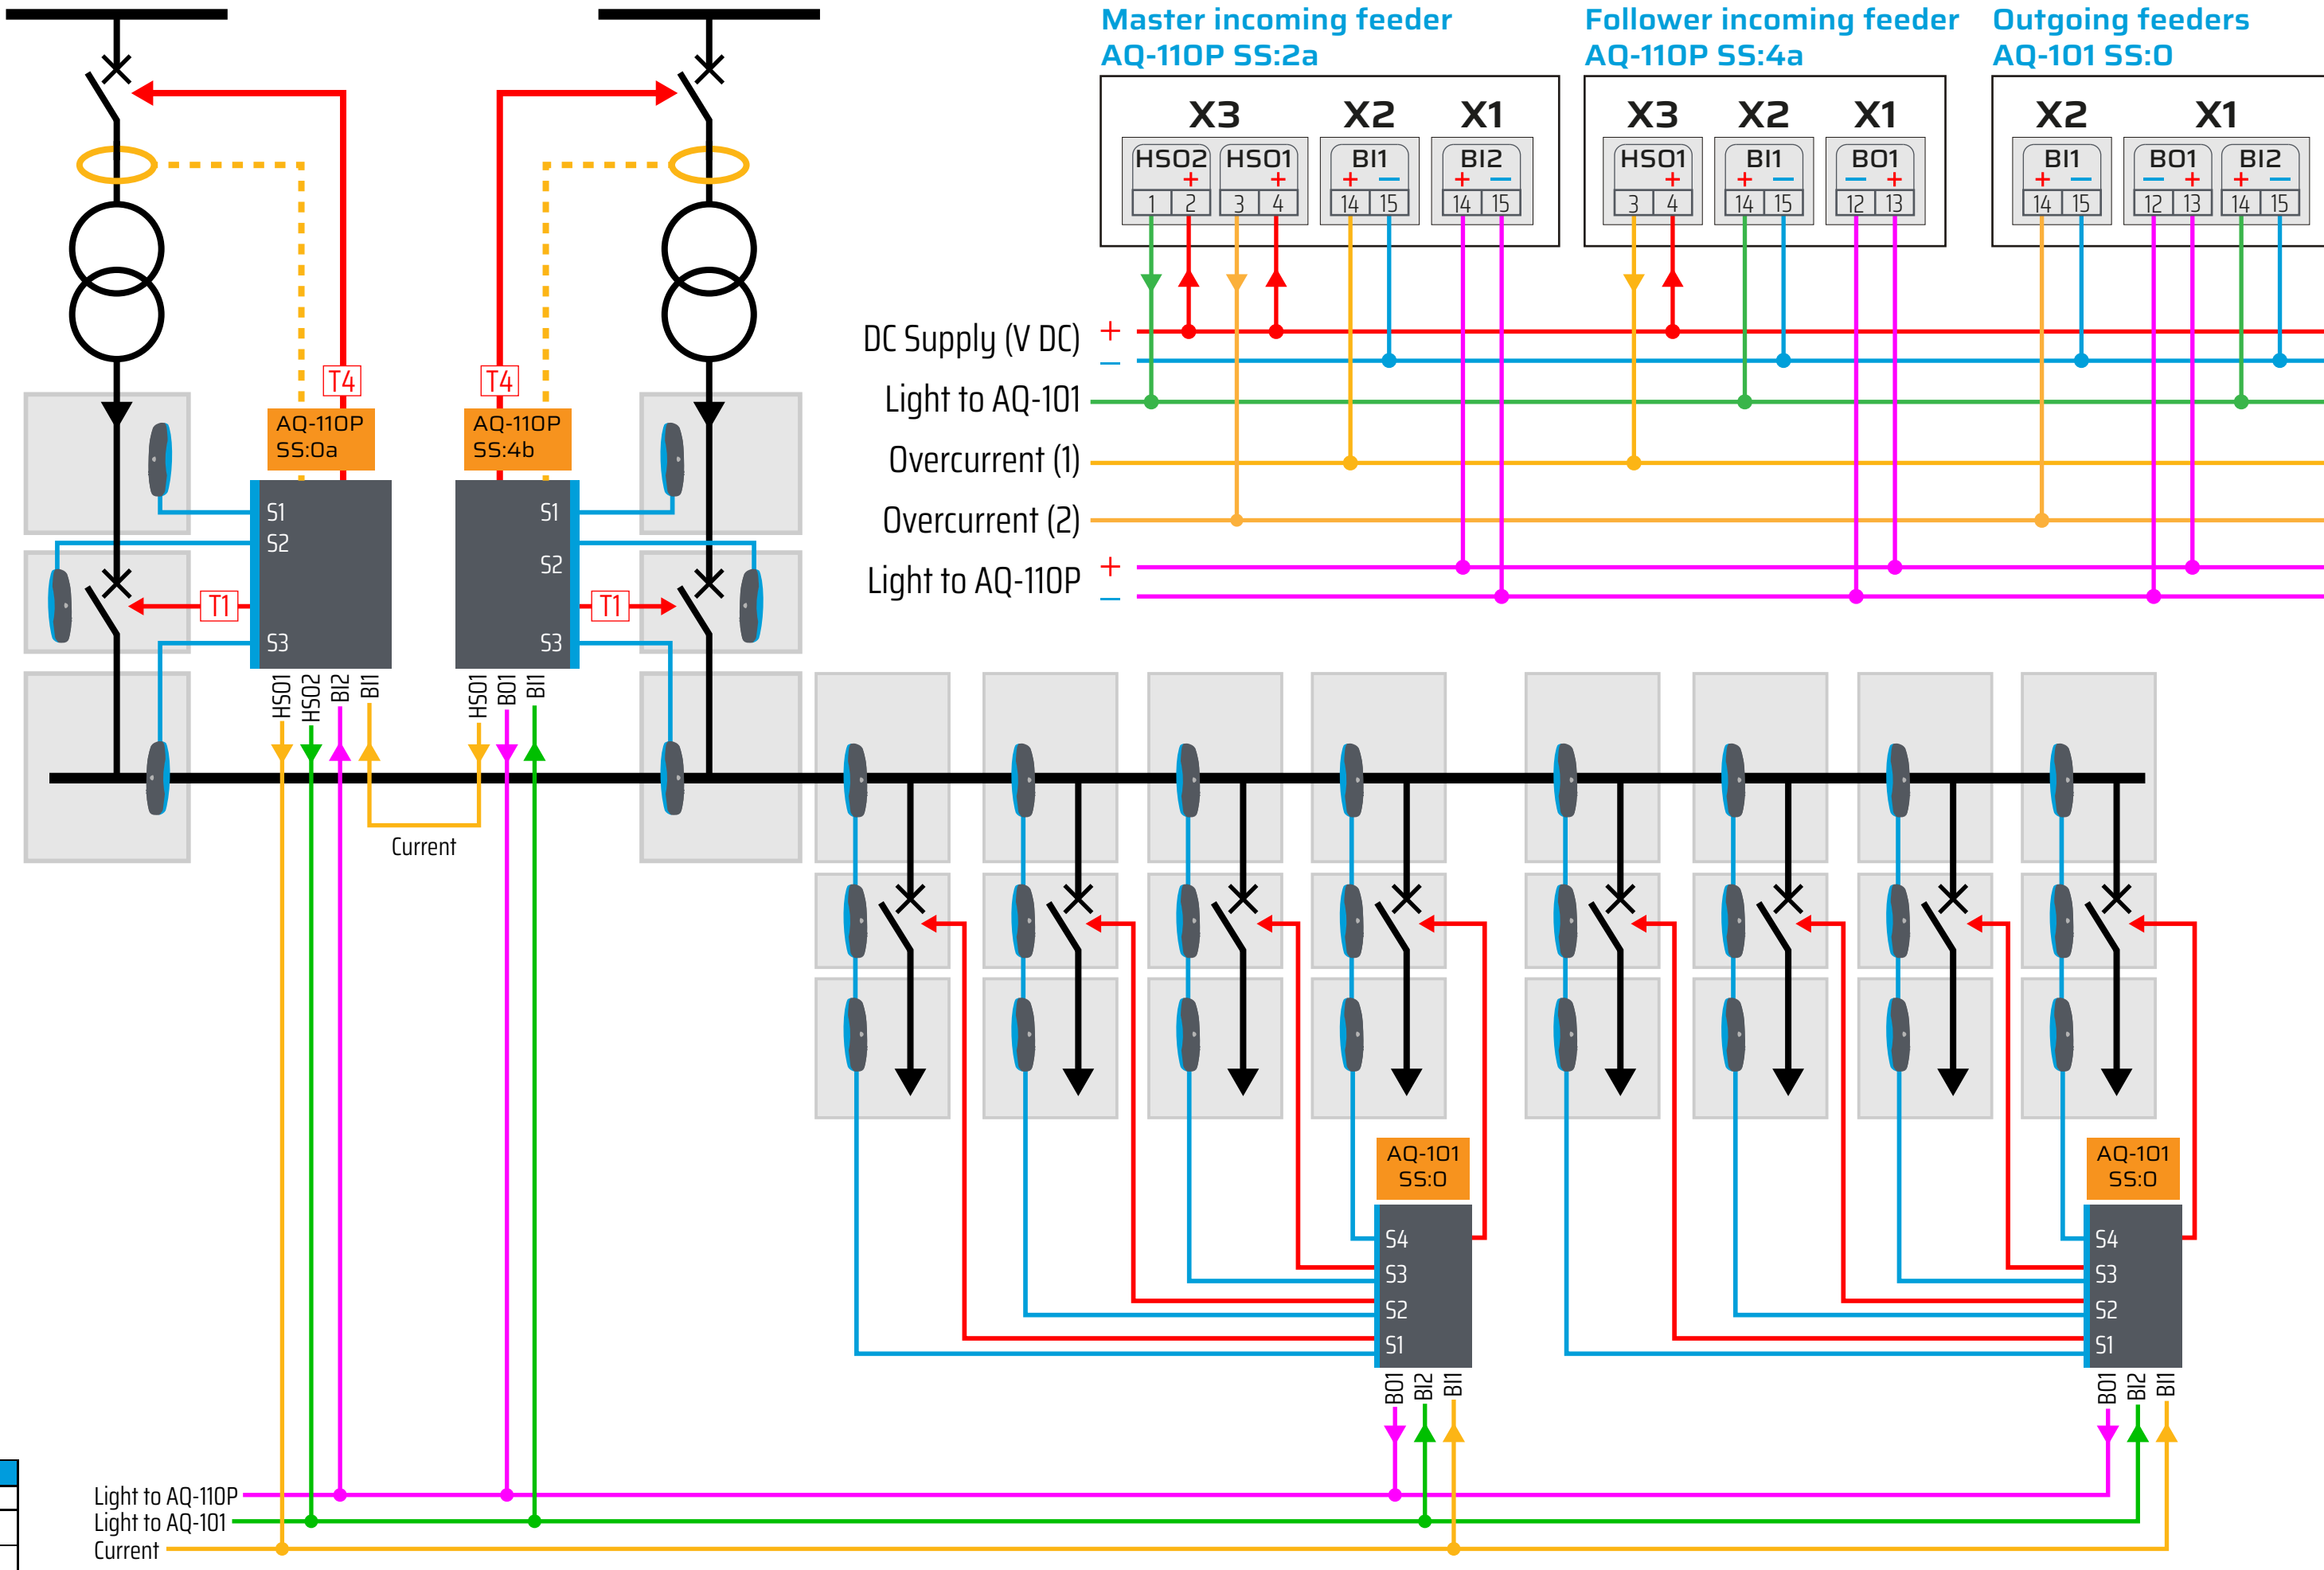 Master incoming feeder
AQ-110P SS:2a
Follower incoming feeder
AQ-110P SS:4a
Outgoing feeders
AQ-101 SS:0
X3 X2 X1
HSO2 HSO1 BI1 BI2
+ + + − + −
1 2 3 4 14 15 14 15
X3 X2 X1
HSO1 BI1 BO1
+ + − − +
3 4 14 15 12 13
X2 X1
BI1 BO1 BI2
+ − − + + −
14 15 12 13 14 15
DC Supply (V DC) +
−
Light to AQ-101
Overcurrent (1)
Overcurrent (2)
Light to AQ-110P +
−
T4
T4
AQ-110P
SS:0a
AQ-110P
SS:4b
S1
S2
S3
T1
S1
S2
S3
T1
HSO1
HSO2
BI2
BI1
HSO1
BO1
BI1
Current
AQ-101
SS:0
S4
S3
S2
S1
BO1
BI2
BI1
AQ-101
SS:0
S4
S3
S2
S1
BO1
BI2
BI1
Light to AQ-110P
Light to AQ-101
Current